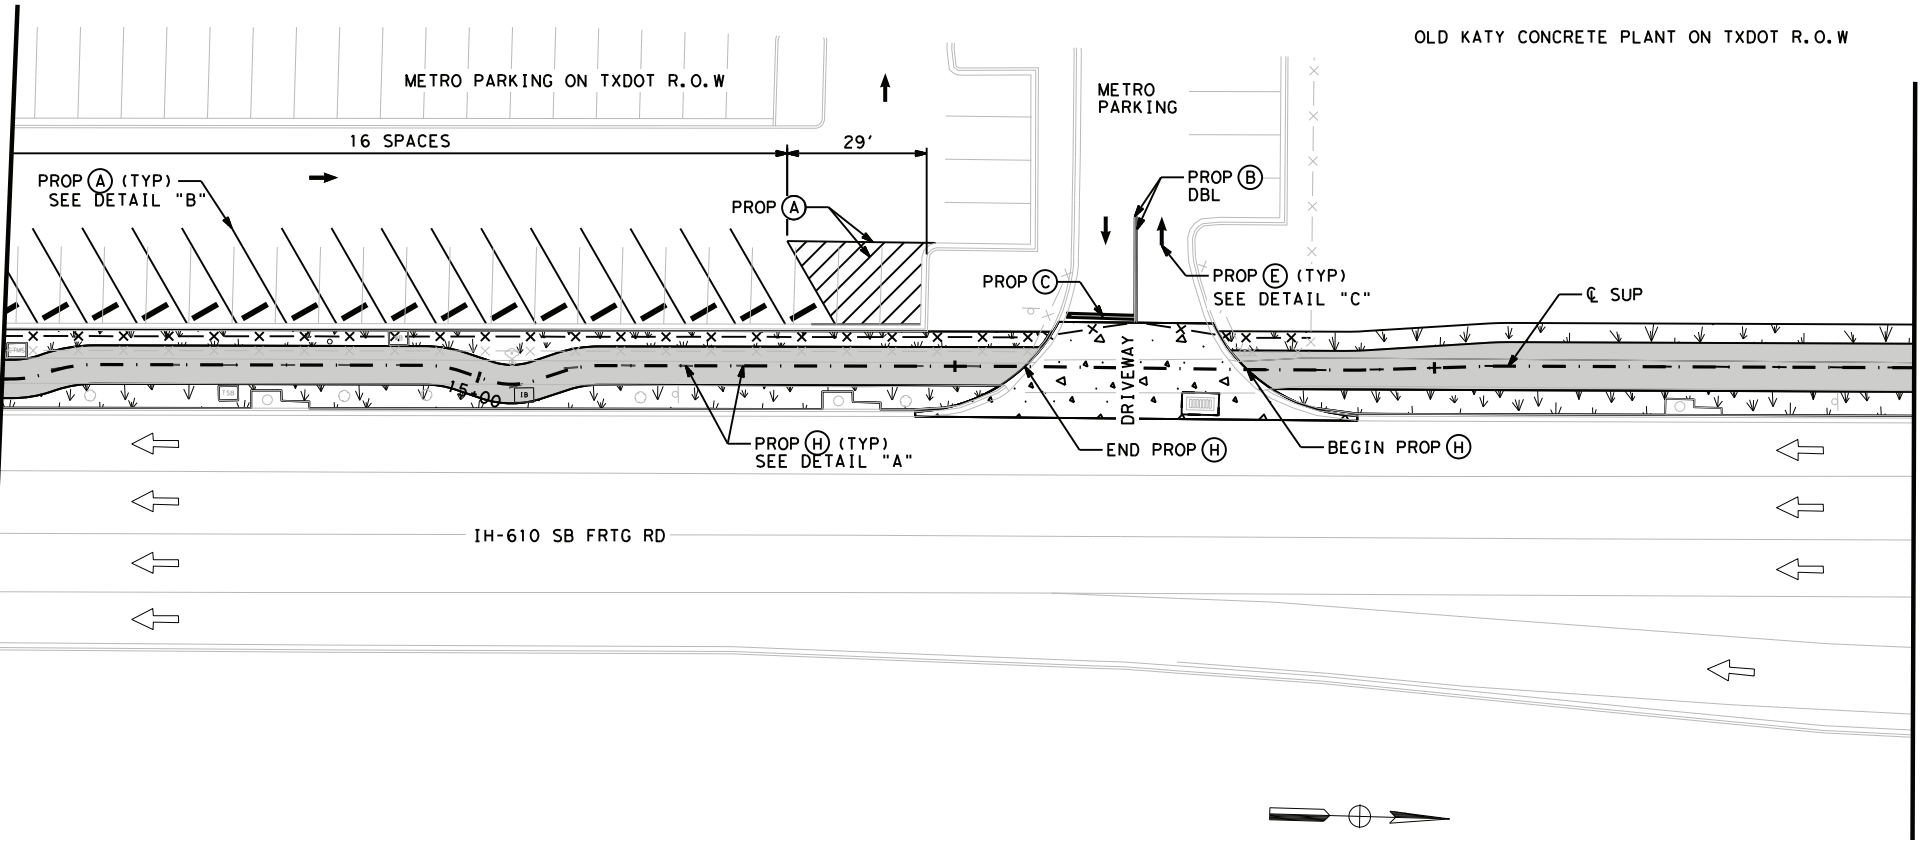 OLD KATY CONCRETE PLANT ON TXDOT R.O.W
METRO PARKING ON TXDOT R.O.W
METRO
PARKING
16 SPACES
29'
PROP A (TYP)
SEE DETAIL "B"
PROP A
PROP B
DBL
PROP C
PROP E (TYP)
SEE DETAIL "C"
℄ SUP
DRIVEWAY
15+00
IB
TSB
PROP H (TYP)
SEE DETAIL "A"
END PROP H
BEGIN PROP H
IH-610 SB FRTG RD